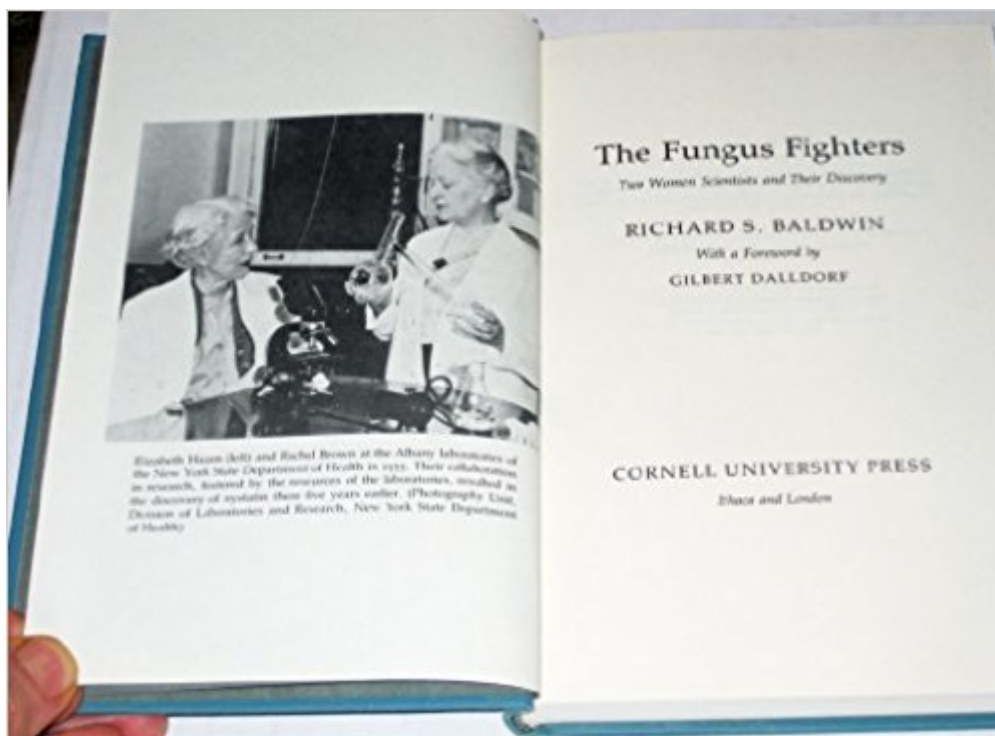 Elizabeth Hazen (left) and Rachel Brown at the Albany laboratories of
the New York State Department of Health in 1955. Their collaboration
in research, fostered by the resources of the laboratories, resulted in
the discovery of nystatin there five years earlier. (Photography Unit,
Division of Laboratories and Research, New York State Department
of Health)
The Fungus Fighters
Two Women Scientists and Their Discovery
RICHARD S. BALDWIN
With a Foreword by
GILBERT DALLDORF
CORNELL UNIVERSITY PRESS
Ithaca and London